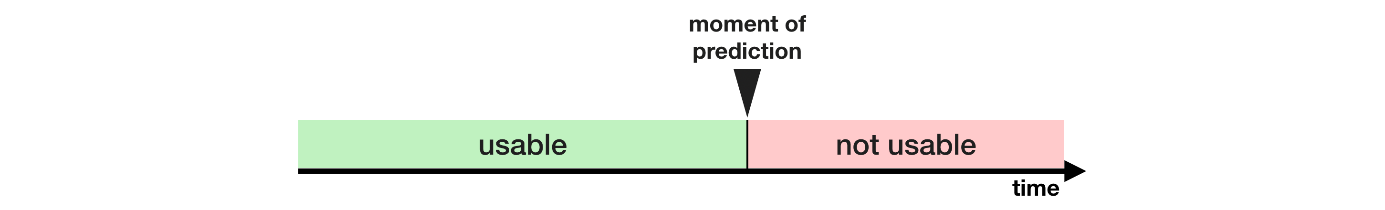 moment of
prediction
usable
not usable
time